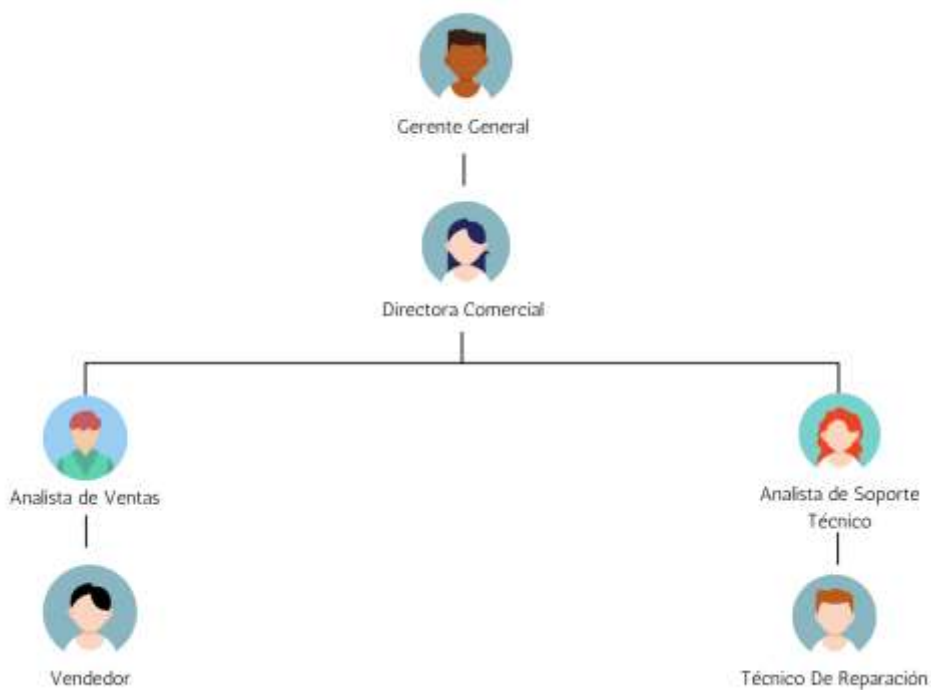 Gerente General
Directora Comercial
Analista de Ventas
Analista de Soporte
Técnico
Vendedor
Técnico De Reparación